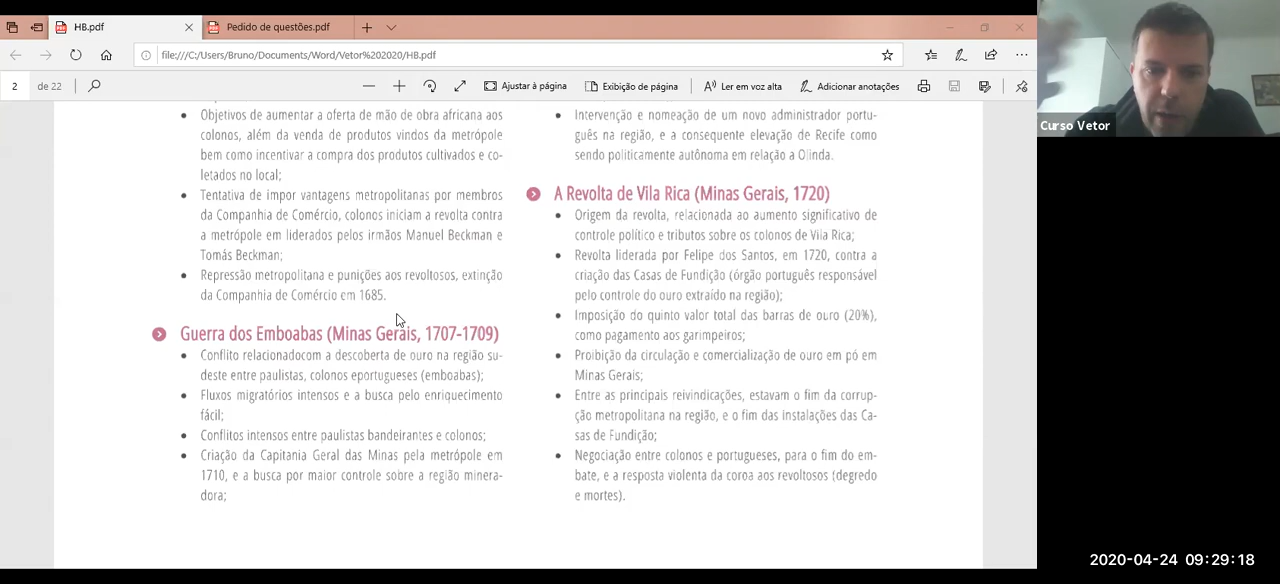 HB.pdf
Pedido de questões.pdf
file:///C:/Users/Bruno/Documents/Word/Vetor%202020/HB.pdf
2 de 22
Ajustar à página
Exibição de página
Ler em voz alta
Adicionar anotações
Objetivos de aumentar a oferta de mão de obra africana aos
colonos, além da venda de produtos vindos da metrópole
bem como incentivar a compra dos produtos cultivados e co-
letados no local;
Tentativa de impor vantagens metropolitanas por membros
da Companhia de Comércio, colonos iniciam a revolta contra
a metrópole em liderados pelos irmãos Manuel Beckman e
Tomás Beckman;
Repressão metropolitana e punições aos revoltosos, extinção
da Companhia de Comércio em 1685.
Guerra dos Emboabas (Minas Gerais, 1707-1709)
Conflito relacionadocom a descoberta de ouro na região su-
deste entre paulistas, colonos eportugueses (emboabas);
Fluxos migratórios intensos e a busca pelo enriquecimento
fácil;
Conflitos intensos entre paulistas bandeirantes e colonos;
Criação da Capitania Geral das Minas pela metrópole em
1710, e a busca por maior controle sobre a região minera-
dora;
Intervenção e nomeação de um novo administrador portu-
guês na região, e a consequente elevação de Recife como
sendo politicamente autônoma em relação a Olinda.
A Revolta de Vila Rica (Minas Gerais, 1720)
Origem da revolta, relacionada ao aumento significativo de
controle político e tributos sobre os colonos de Vila Rica;
Revolta liderada por Felipe dos Santos, em 1720, contra a
criação das Casas de Fundição (órgão português responsável
pelo controle do ouro extraído na região);
Imposição do quinto valor total das barras de ouro (20%),
como pagamento aos garimpeiros;
Proibição da circulação e comercialização de ouro em pó em
Minas Gerais;
Entre as principais reivindicações, estavam o fim da corrup-
ção metropolitana na região, e o fim das instalações das Ca-
sas de Fundição;
Negociação entre colonos e portugueses, para o fim do em-
bate, e a resposta violenta da coroa aos revoltosos (degredo
e mortes).
Curso Vetor
2020-04-24 09:29:18